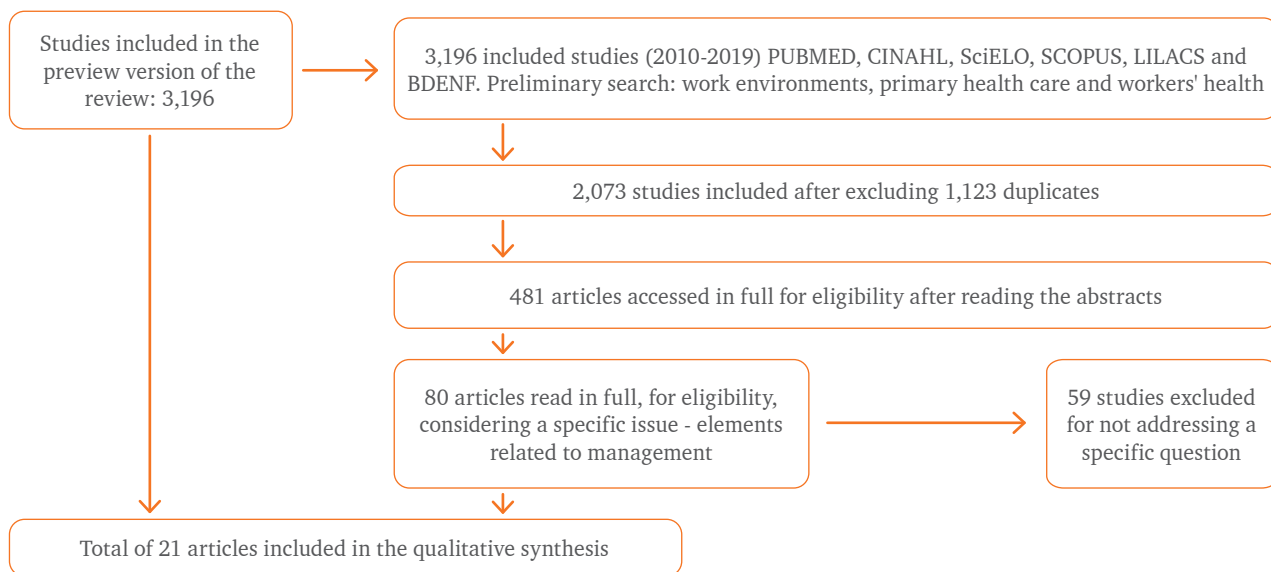 Studies included in the
preview version of the
review: 3,196
3,196 included studies (2010-2019) PUBMED, CINAHL, SciELO, SCOPUS, LILACS and
BDENF. Preliminary search: work environments, primary health care and workers' health
2,073 studies included after excluding 1,123 duplicates
481 articles accessed in full for eligibility after reading the abstracts
80 articles read in full, for eligibility,
considering a specific issue - elements
related to management
59 studies excluded
for not addressing a
specific question
Total of 21 articles included in the qualitative synthesis